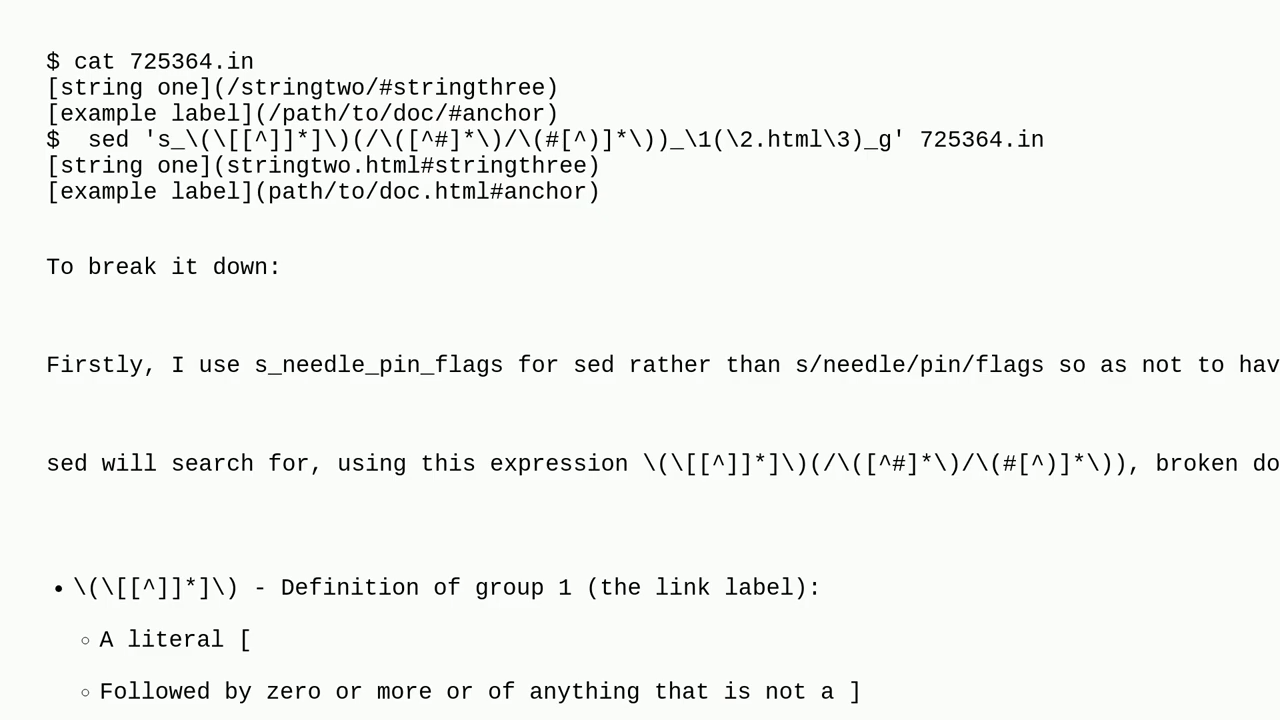 $ cat 725364.in
[string one](/stringtwo/#stringthree)
[example label](/path/to/doc/#anchor)
$  sed 's_\(\[[^]]*]\)(/\([^#]*\)/\(#[^)]*\))_\1(\2.html\3)_g' 725364.in
[string one](stringtwo.html#stringthree)
[example label](path/to/doc.html#anchor)
To break it down:
Firstly, I use s_needle_pin_flags for sed rather than s/needle/pin/flags so as not to hav
sed will search for, using this expression \(\[[^]]*]\)(/\([^#]*\)/\(#[^)]*\)), broken do
• \(\[[^]]*]\) - Definition of group 1 (the link label):
○ A literal [
○ Followed by zero or more or of anything that is not a ]